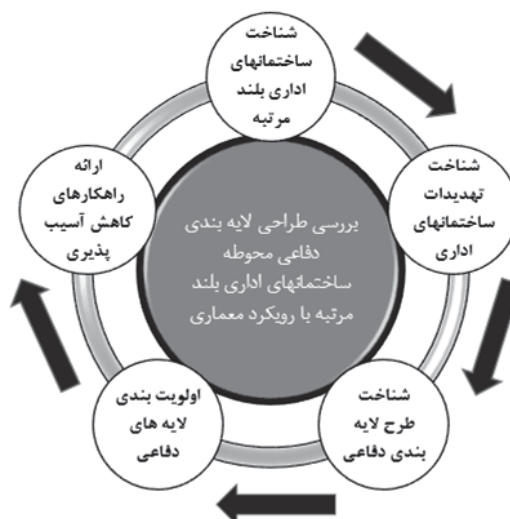 شناخت
ساختمانهای
اداری بلند
مرتبه
شناخت
تهدیدات
ساختمانهای
اداری
شناخت
طرح لایه
بندی دفاعی
اولویت بندی
لایه های
دفاعی
ارائه
راهکارهای
کاهش آسیب
پذیری
بررسی طراحی لایه بندی
دفاعی محوطه
ساختمانهای اداری بلند
مرتبه با رویکرد معماری